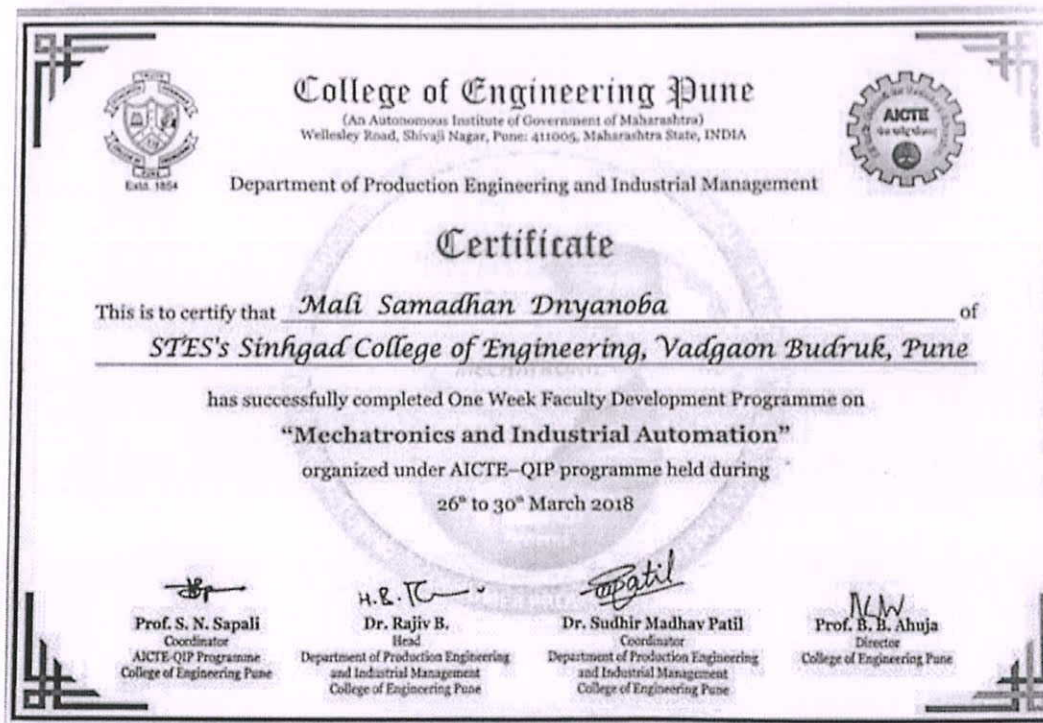 College of Engineering Pune
(An Autonomous Institute of Government of Maharashtra)
Wellesley Road, Shivaji Nagar, Pune: 411005, Maharashtra State, INDIA
Estd. 1854
AICTE
Department of Production Engineering and Industrial Management
Certificate
This is to certify that Mali Samadhan Dnyanoba of
STES's Sinhgad College of Engineering, Vadgaon Budruk, Pune
has successfully completed One Week Faculty Development Programme on
“Mechatronics and Industrial Automation”
organized under AICTE–QIP programme held during
26th to 30th March 2018
Prof. S. N. Sapali
Coordinator
AICTE-QIP Programme
College of Engineering Pune
H.R.
Dr. Rajiv B.
Head
Department of Production Engineering
and Industrial Management
College of Engineering Pune
Dr. Sudhir Madhav Patil
Coordinator
Department of Production Engineering
and Industrial Management
College of Engineering Pune
Prof. B. B. Ahuja
Director
College of Engineering Pune